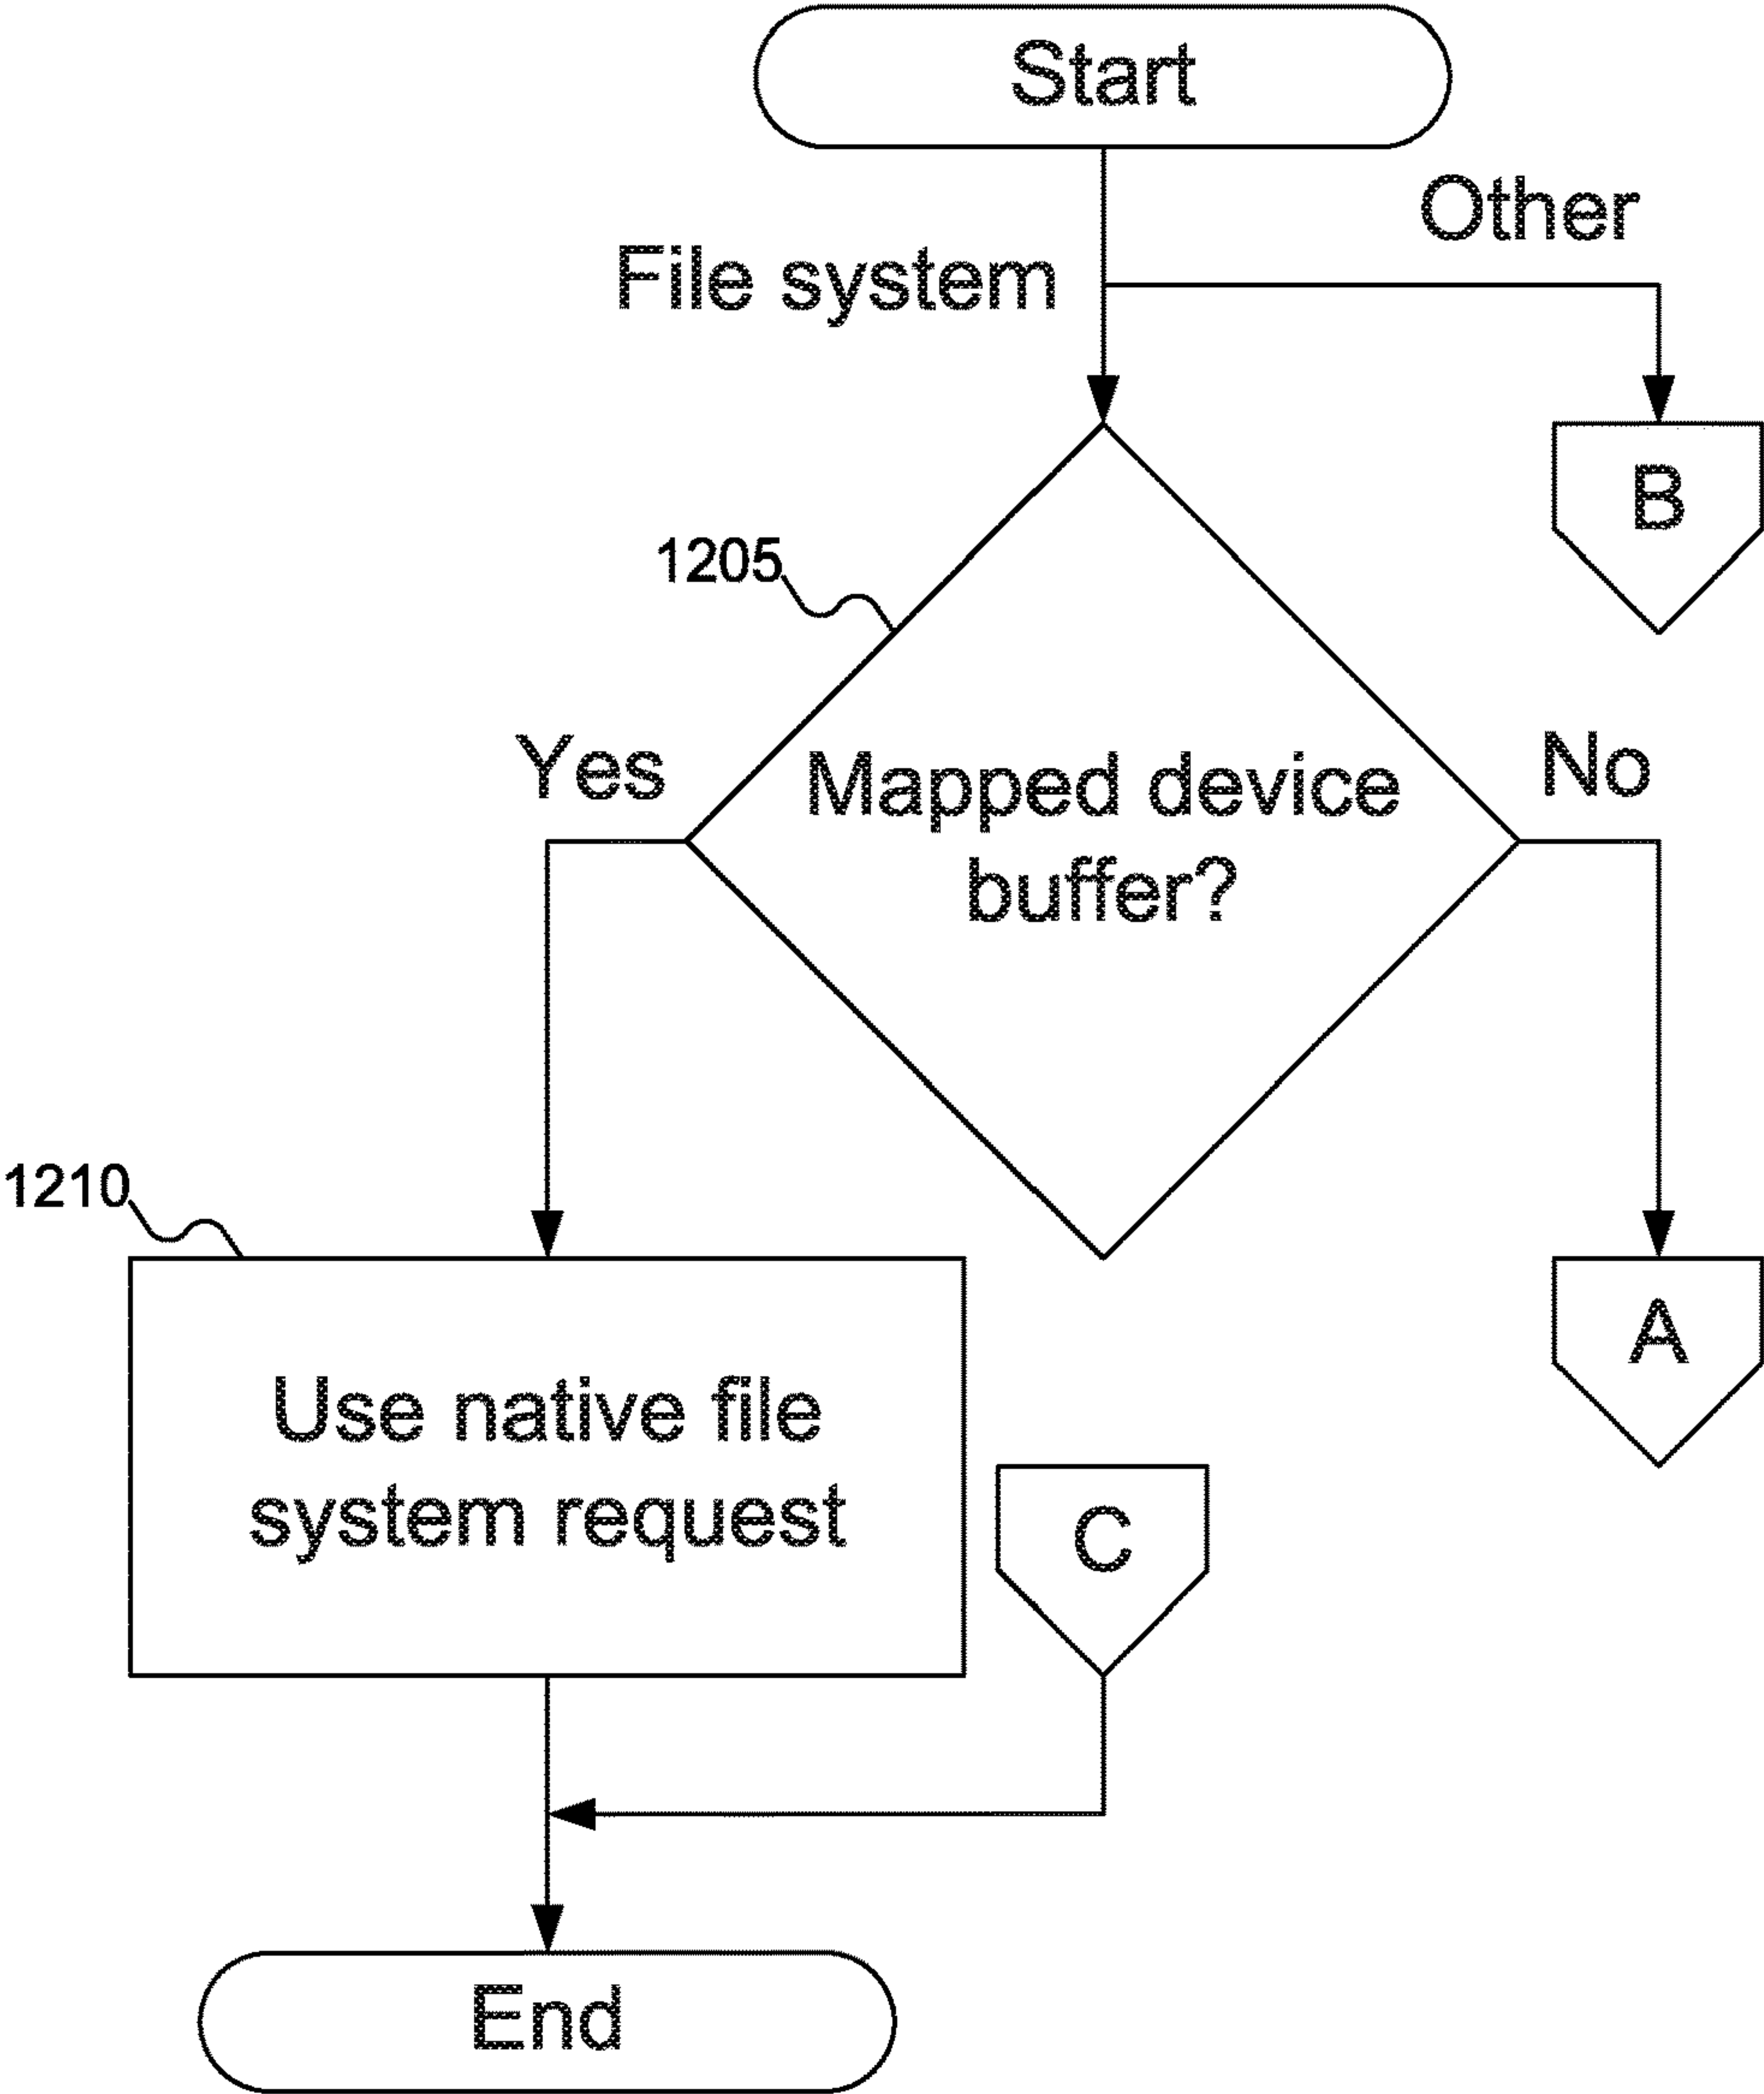 Start
Other
File system
B
1205
Yes
No
Mapped device
buffer?
1210
A
Use native file
system request
C
End